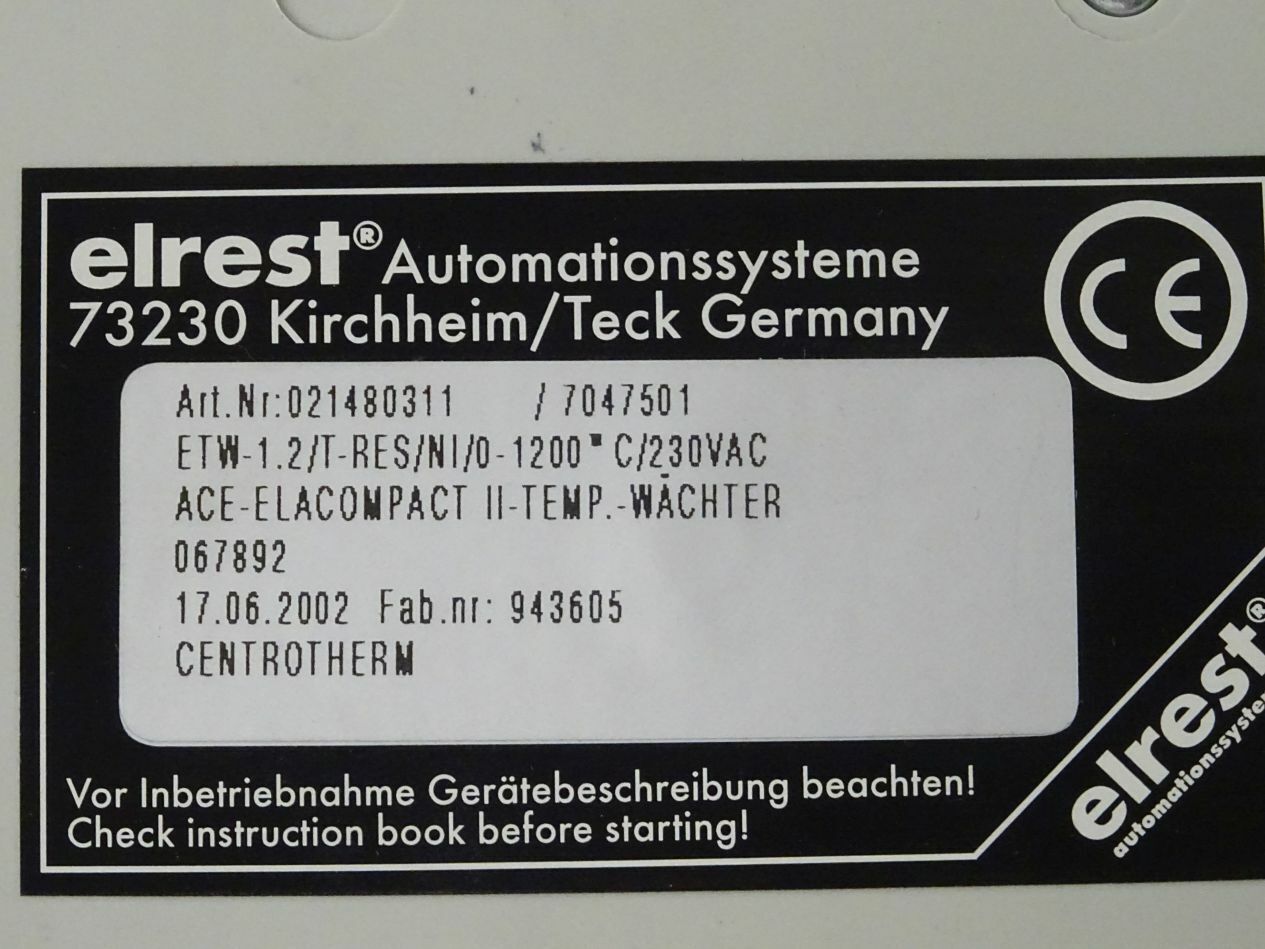 elrest® Automationssysteme
73230 Kirchheim/Teck Germany
CE
Art.Nr:021480311 / 7047501
ETW-1.2/T-RES/NI/0-1200° C/230VAC
ACE-ELACOMPACT II-TEMP.-WÄCHTER
067892
17.06.2002 Fab.nr: 943605
CENTROTHERM
Vor Inbetriebnahme Gerätebeschreibung beachten!
Check instruction book before starting!
elrest®
automationssystem